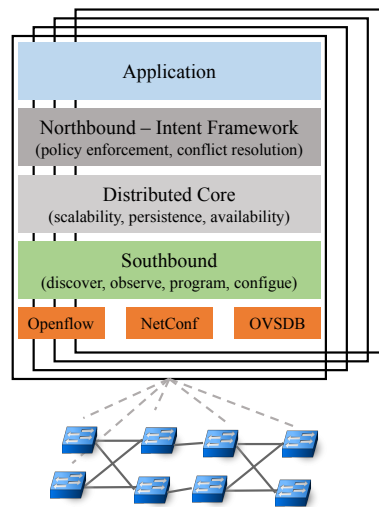 Application
Northbound – Intent Framework
(policy enforcement, conflict resolution)
Distributed Core
(scalability, persistence, availability)
Southbound
(discover, observe, program, configue)
Openflow NetConf OVSDB